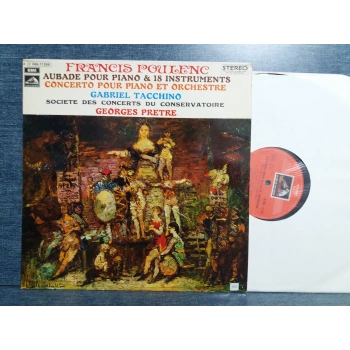 FRANCIS POULENC
STEREO
EMI
AUBADE POUR PIANO & 18 INSTRUMENTS
CONCERTO POUR PIANO ET ORCHESTRE
GABRIEL TACCHINO
SOCIETE DES CONCERTS DU CONSERVATOIRE
GEORGES PRETRE